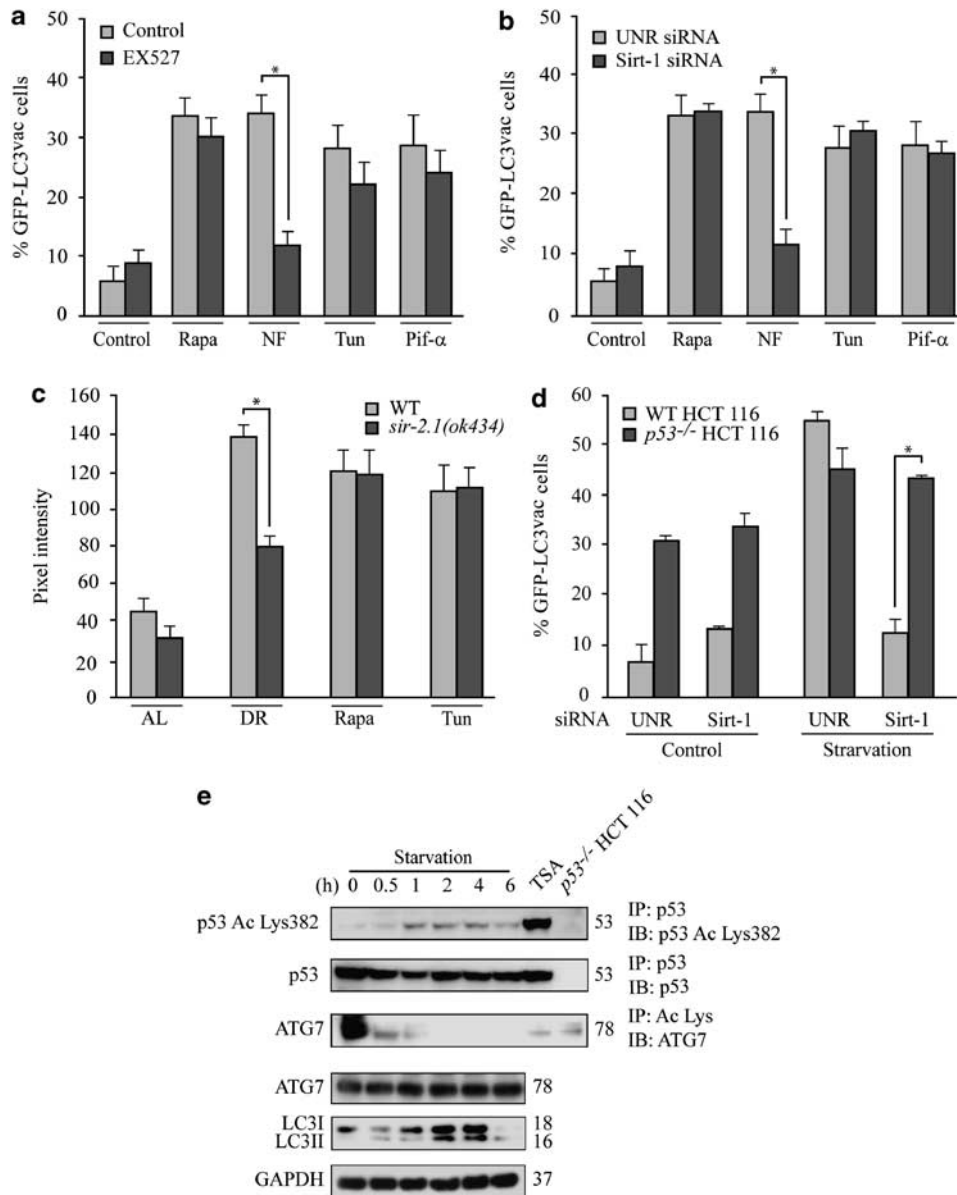 a
50
40
30
20
10
0
% GFP-LC3vac cells
Control
EX527
*
Control Rapa NF Tun Pif-α
b
50
40
30
20
10
0
% GFP-LC3vac cells
UNR siRNA
Sirt-1 siRNA
*
Control Rapa NF Tun Pif-α
c
160
140
120
100
80
60
40
20
0
Pixel intensity
WT
sir-2.1(ok434)
*
AL DR Rapa Tun
d
60
50
40
30
20
10
0
% GFP-LC3vac cells
WT HCT 116
p53-/- HCT 116
*
siRNA UNR Sirt-1 UNR Sirt-1
Control Strarvation
e
Starvation
(h) 0 0.5 1 2 4 6 TSA p53-/- HCT 116
p53 Ac Lys382 53 IP: p53
IB: p53 Ac Lys382
p53 53 IP: p53
IB: p53
ATG7 78 IP: Ac Lys
IB: ATG7
ATG7 78
LC3I 18
LC3II 16
GAPDH 37